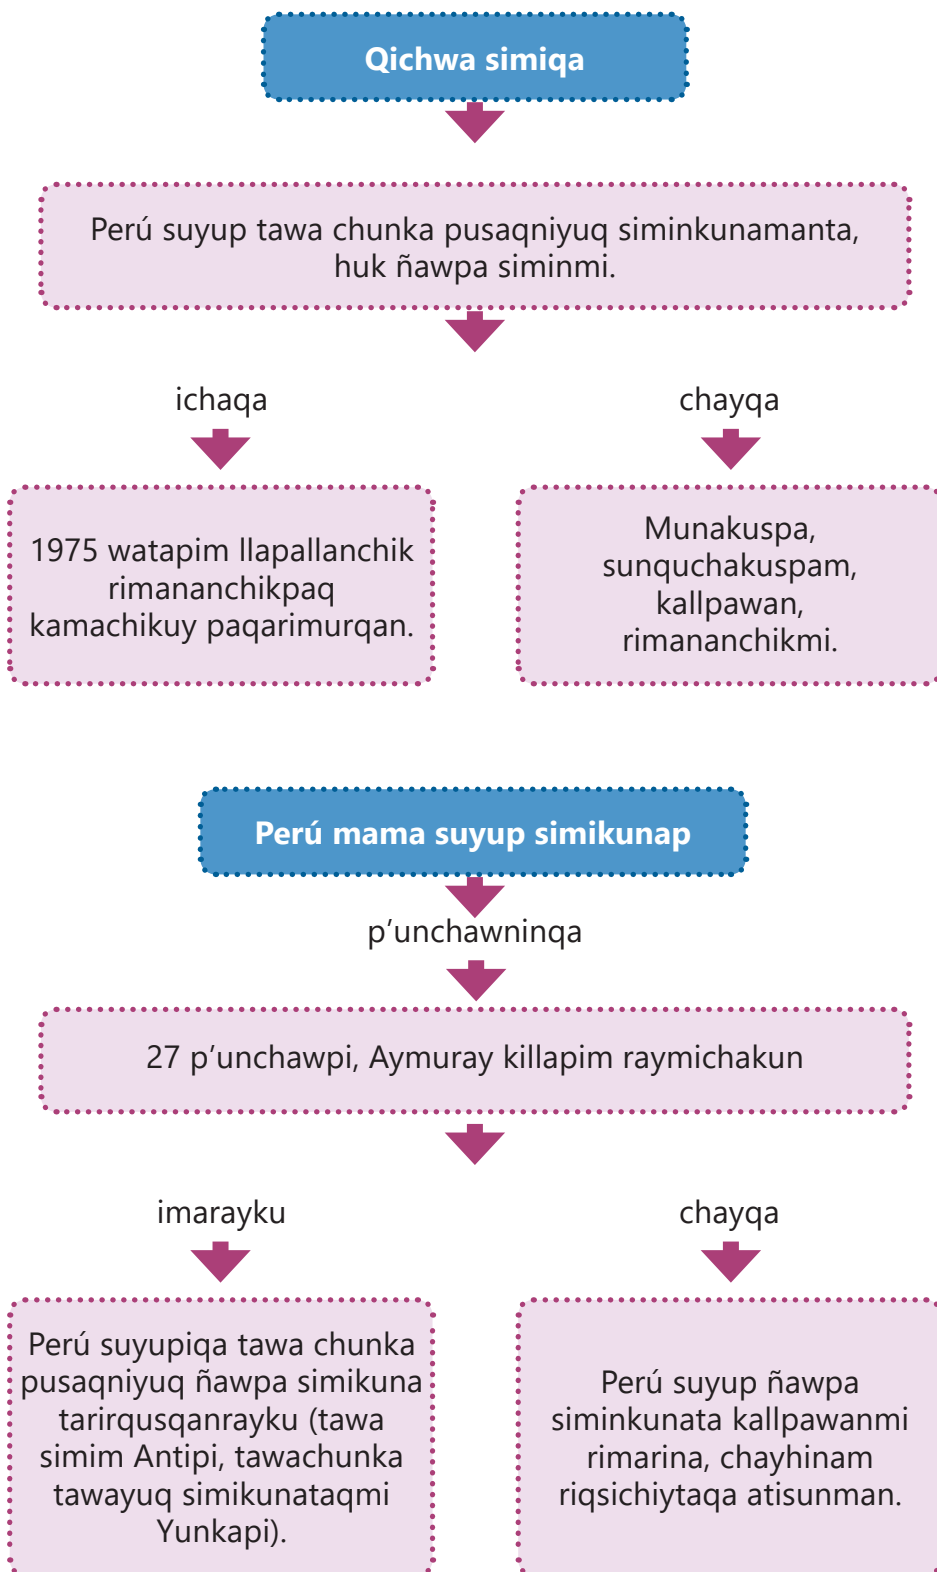 Qichwa simiqa
Perú suyup tawa chunka pusaqniyuq siminkunamanta,
huk ñawpa siminmi.
ichaqa
1975 watapim llapallanchik
rimananchikpaq
kamachikuy paqarimurqan.
chayqa
Munakuspa,
sunquchakuspam,
kallpawan,
rimananchikmi.
Perú mama suyup simikunap
p’unchawninqa
27 p’unchawpi, Aymuray killapim raymichakun
imarayku
Perú suyupiqa tawa chunka
pusaqniyuq ñawpa simikuna
tarirqusqanrayku (tawa
simim Antipi, tawachunka
tawayuq simikunataqmi
Yunkapi).
chayqa
Perú suyup ñawpa
siminkunata kallpawanmi
rimarina, chayhinam
riqsichiytaqa atisunman.